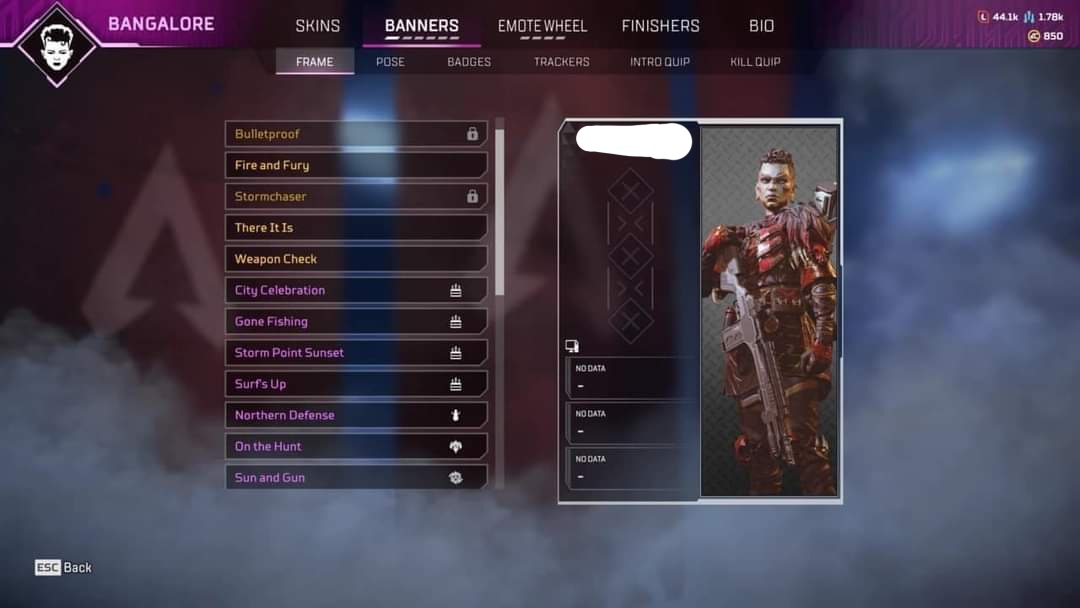 BANGALORE
SKINS
BANNERS
EMOTE WHEEL
FINISHERS
BIO
44.1k 1.78k
850
FRAME
POSE
BADGES
TRACKERS
INTRO QUIP
KILL QUIP
Bulletproof
Fire and Fury
Stormchaser
There It Is
Weapon Check
City Celebration
Gone Fishing
Storm Point Sunset
Surf's Up
Northern Defense
On the Hunt
Sun and Gun
NO DATA
-
NO DATA
-
NO DATA
-
ESC Back